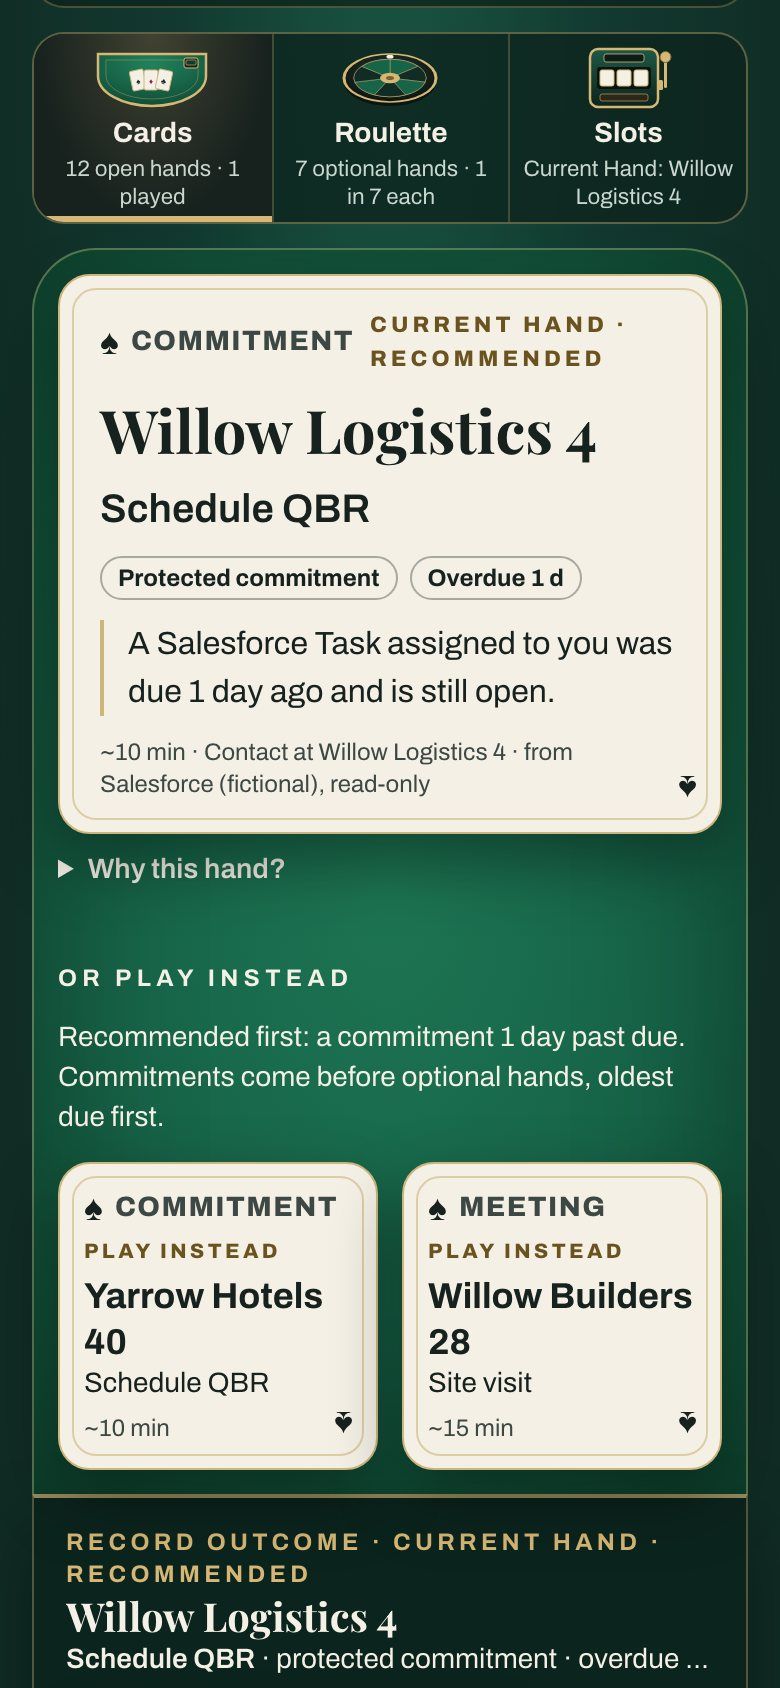 Cards
12 open hands · 1
played
Roulette
7 optional hands · 1
in 7 each
Slots
Current Hand: Willow
Logistics 4
♠ COMMITMENT
CURRENT HAND ·
RECOMMENDED
Willow Logistics 4
Schedule QBR
Protected commitment
Overdue 1 d
A Salesforce Task assigned to you was
due 1 day ago and is still open.
~10 min · Contact at Willow Logistics 4 · from
Salesforce (fictional), read-only
▶ Why this hand?
OR PLAY INSTEAD
Recommended first: a commitment 1 day past due.
Commitments come before optional hands, oldest
due first.
♠ COMMITMENT
PLAY INSTEAD
Yarrow Hotels
40
Schedule QBR
~10 min
♠ MEETING
PLAY INSTEAD
Willow Builders
28
Site visit
~15 min
RECORD OUTCOME · CURRENT HAND ·
RECOMMENDED
Willow Logistics 4
Schedule QBR · protected commitment · overdue ...